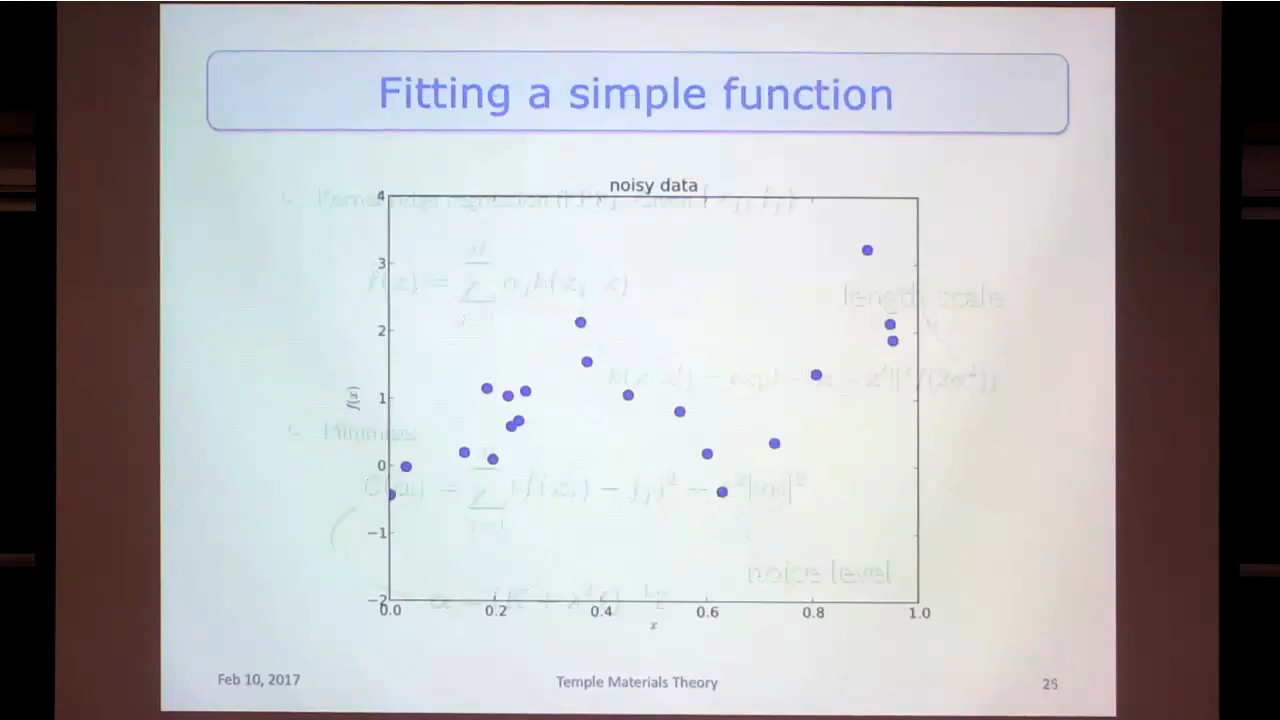 Fitting a simple function
noisy data
4
3
2
1
0
−1
−2
f(x)
0.0 0.2 0.4 0.6 0.8 1.0
x
length scale
noise level
Feb 10, 2017 Temple Materials Theory 25